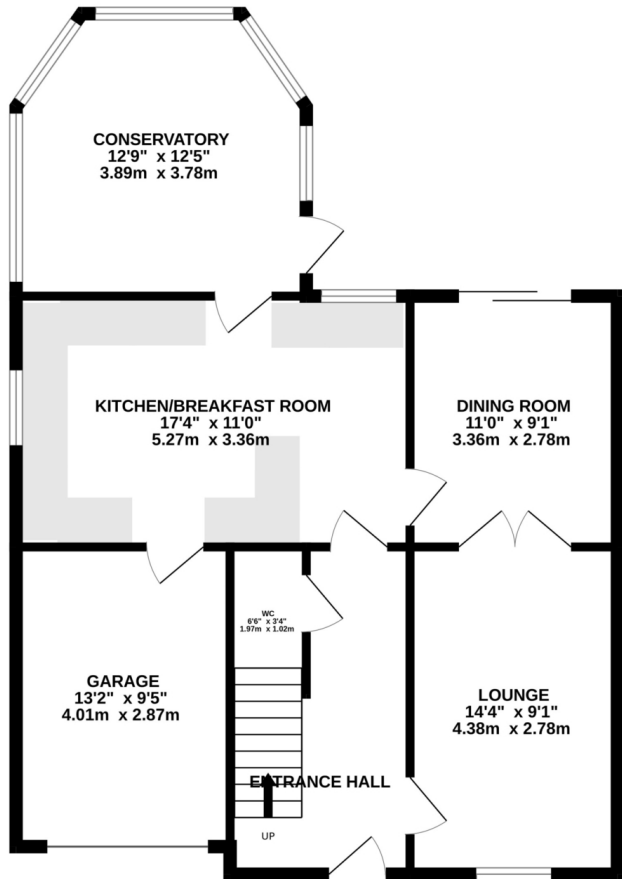 CONSERVATORY
12'9" x 12'5"
3.89m x 3.78m
KITCHEN/BREAKFAST ROOM
17'4" x 11'0"
5.27m x 3.36m
DINING ROOM
11'0" x 9'1"
3.36m x 2.78m
WC
6'6" x 3'4"
1.97m x 1.02m
GARAGE
13'2" x 9'5"
4.01m x 2.87m
LOUNGE
14'4" x 9'1"
4.38m x 2.78m
ENTRANCE HALL
UP